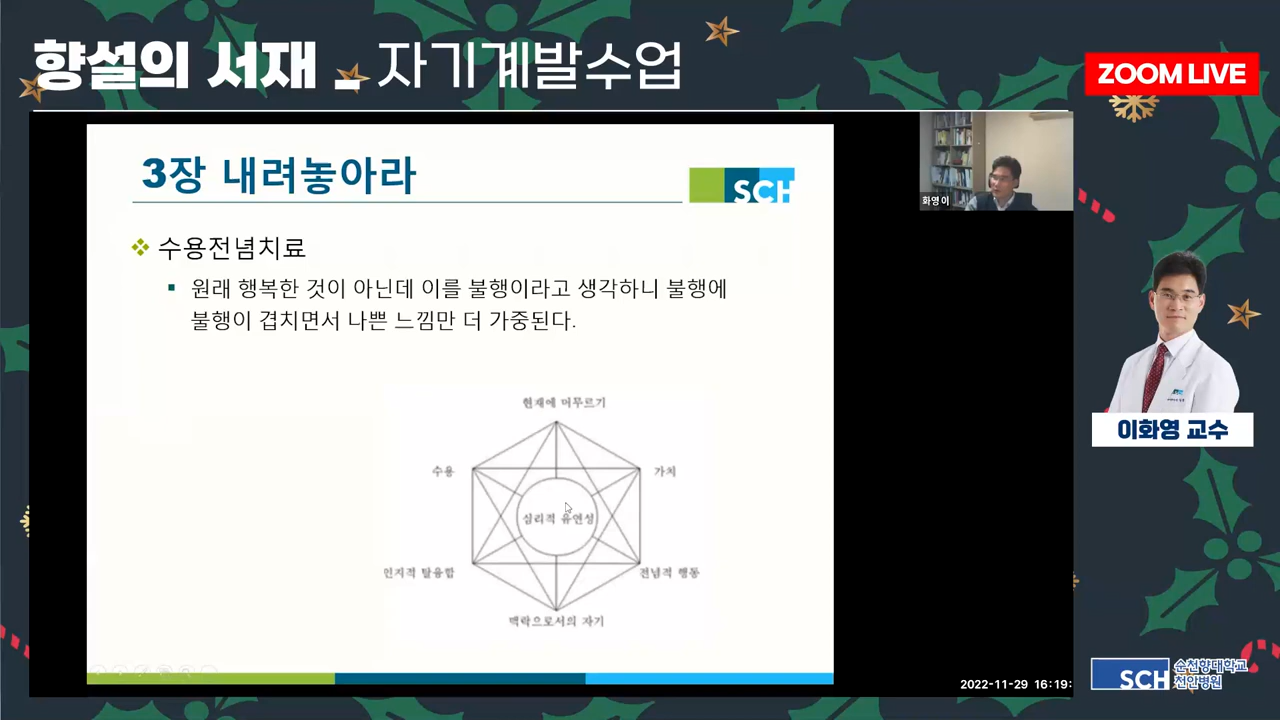 향설의 서재 _ 자기계발수업
ZOOM LIVE
3장 내려놓아라
SCH
화영이
수용전념치료
원래 행복한 것이 아닌데 이를 불행이라고 생각하니 불행에
불행이 겹치면서 나쁜 느낌만 더 가중된다.
현재에 머무르기
수용
가치
심리적 유연성
인지적 탈융합
전념적 행동
맥락으로서의 자기
이화영 교수
SCH 순천향대학교
천안병원
2022-11-29 16:19: